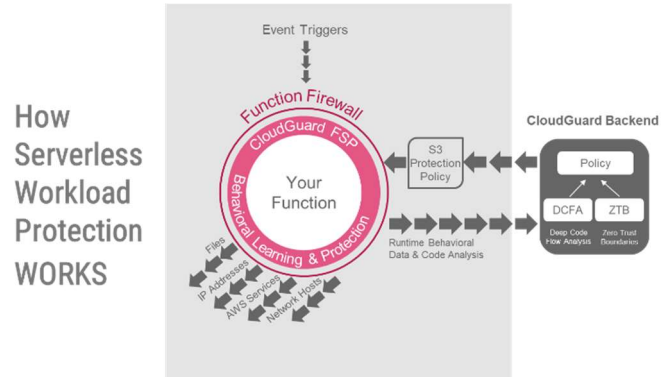 How
Serverless
Workload
Protection
WORKS
Event Triggers
Function Firewall
CloudGuard FSP
Behavioral Learning & Protection
Your
Function
Files
IP Addresses
AWS Services
Network Hosts
S3
Protection
Policy
Runtime Behavioral
Data & Code Analysis
CloudGuard Backend
Policy
DCFA
ZTB
Deep Code
Flow Analysis
Zero Trust
Boundaries